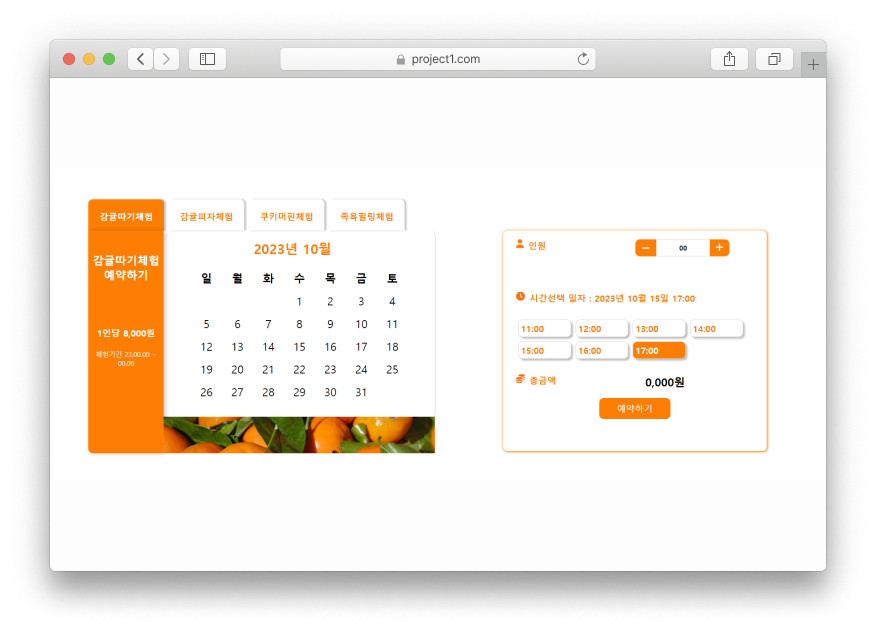 project1.com
감귤따기체험
감귤피자체험
쿠키머핀체험
족욕힐링체험
감귤따기체험
예약하기
1인당 8,000원
체험기간 23.00.00 ~
00.00
2023년 10월
일 월 화 수 목 금 토
1 2 3 4
5 6 7 8 9 10 11
12 13 14 15 16 17 18
19 20 21 22 23 24 25
26 27 28 29 30 31
인원
− 00 +
시간선택 일자 : 2023년 10월 15일 17:00
11:00 12:00 13:00 14:00
15:00 16:00 17:00
총금액
0,000원
예약하기